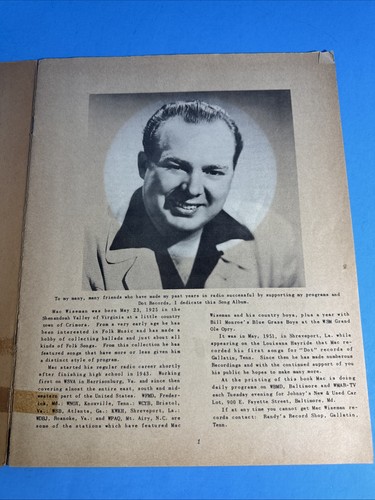 To my many, many friends who have made my past years in radio successful by supporting my programs and
Dot Records, I dedicate this Song Album.
Mac Wiseman was born May 23, 1925 in the
Shenandoah Valley of Virginia at a little country
town of Crimora. From a very early age he has
been interested in Folk Music and has made a
hobby of collecting ballads and just about all
kinds of Folk Songs. From this collection he has
featured songs that have more or less given him
a distinct style of program.
Mac started his regular radio career shortly
after finishing high school in 1943. Working
first on WSVA in Harrisonburg, Va. and since then
covering almost the entire east, south and mid-
western part of the United States. WFMD, Freder-
ick, Md. WNOX, Knoxville, Tenn., WCYB, Bristol,
Va., WSB, Atlanta, Ga., KWKH, Shreveport, La.,
WDBJ, Roanoke, Va., and WPAQ, Mt. Airy, N.C. are
some of the stations which have featured Mac
Wiseman and his country boys, plus a year with
Bill Monroe's Blue Grass Boys at the WSM Grand
Ole Opry.
It was in May, 1951, in Shreveport, La. while
appearing on the Louisiana Hayride that Mac re-
corded his first songs for "Dot" records of
Gallatin, Tenn. Since then he has made numerous
Recordings and with the continued support of you
his public he hopes to make many more.
At the printing of this book Mac is doing
daily programs on WBMD, Baltimore and WMAR-TV
each Tuesday evening for Johnny's New & Used Car
Lot, 900 E. Fayette Street, Baltimore, Md.
If at any time you cannot get Mac Wiseman re-
cords contact: Randy's Record Shop, Gallatin,
Tenn.
1